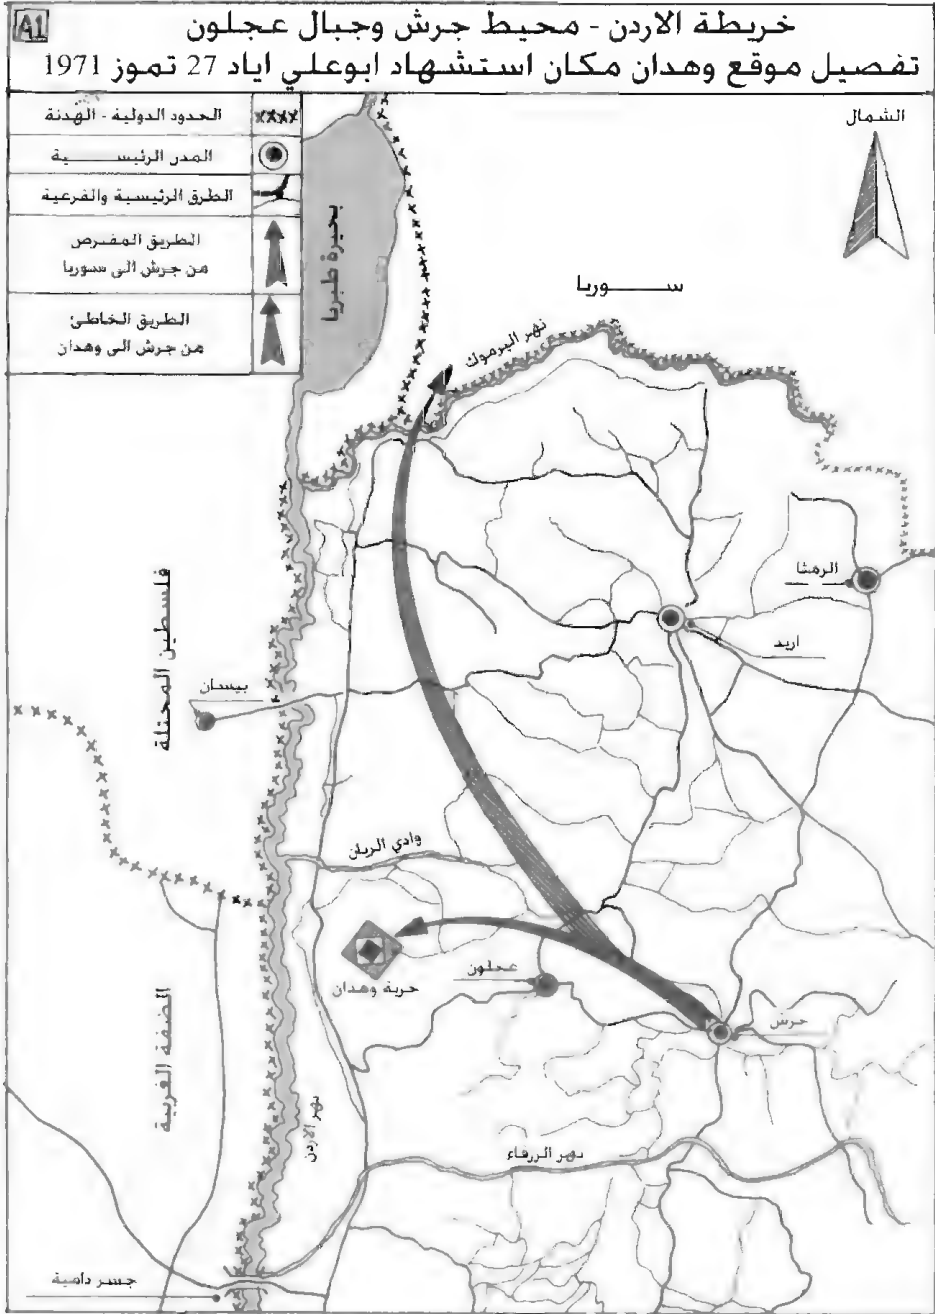 A1
خريطة الاردن - محيط جرش وجبال عجلون
تفصيل موقع وهدان مكان استشهاد ابوعلي اياد 27 تموز 1971
الحدود الدولية - الهدنة
المدن الرئيســــــية
الطرق الرئيسية والفرعية
الطريق المفترض
من جرش الى سوريا
الطريق الخاطئ
من جرش الى وهدان
الشمال
بحيرة طبريا
ســــــوريا
نهر اليرموك
الرمثا
اربد
فلسطين المحتلة
بيسان
وادي الريان
عجلون
خربة وهدان
جرش
الضفة الغربية
نهر الاردن
نهر الزرقاء
جسر دامية